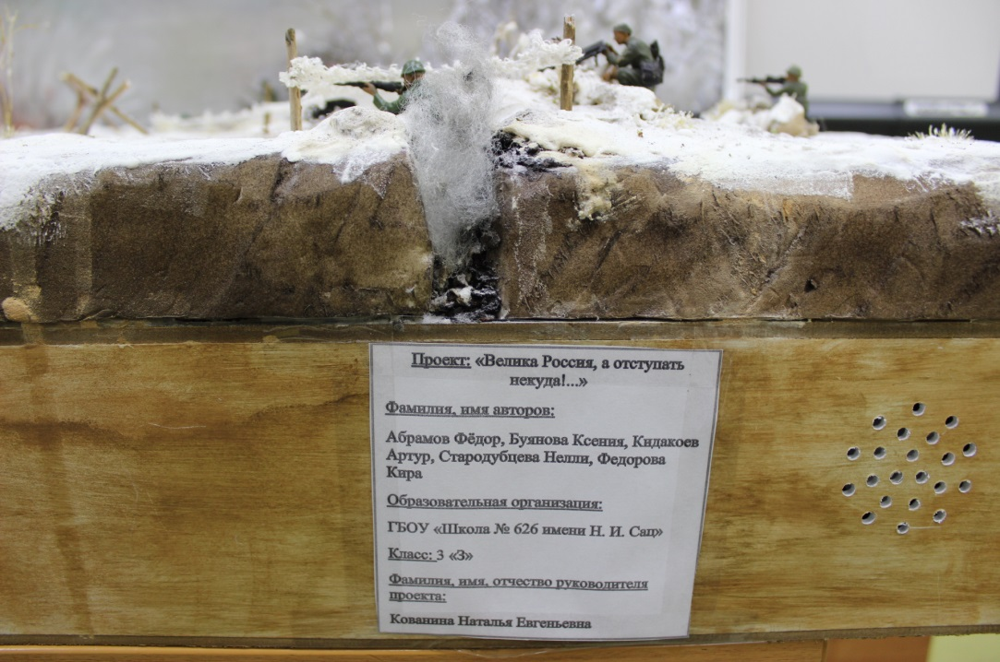 Проект: «Велика Россия, а отступать
некуда!...»
Фамилия, имя авторов:
Абрамов Фёдор, Буянова Ксения, Кидакоев
Артур, Стародубцева Нелли, Федорова
Кира
Образовательная организация:
ГБОУ «Школа № 626 имени Н. И. Сац»
Класс: 3 «З»
Фамилия, имя, отчество руководителя
проекта:
Кованина Наталья Евгеньевна